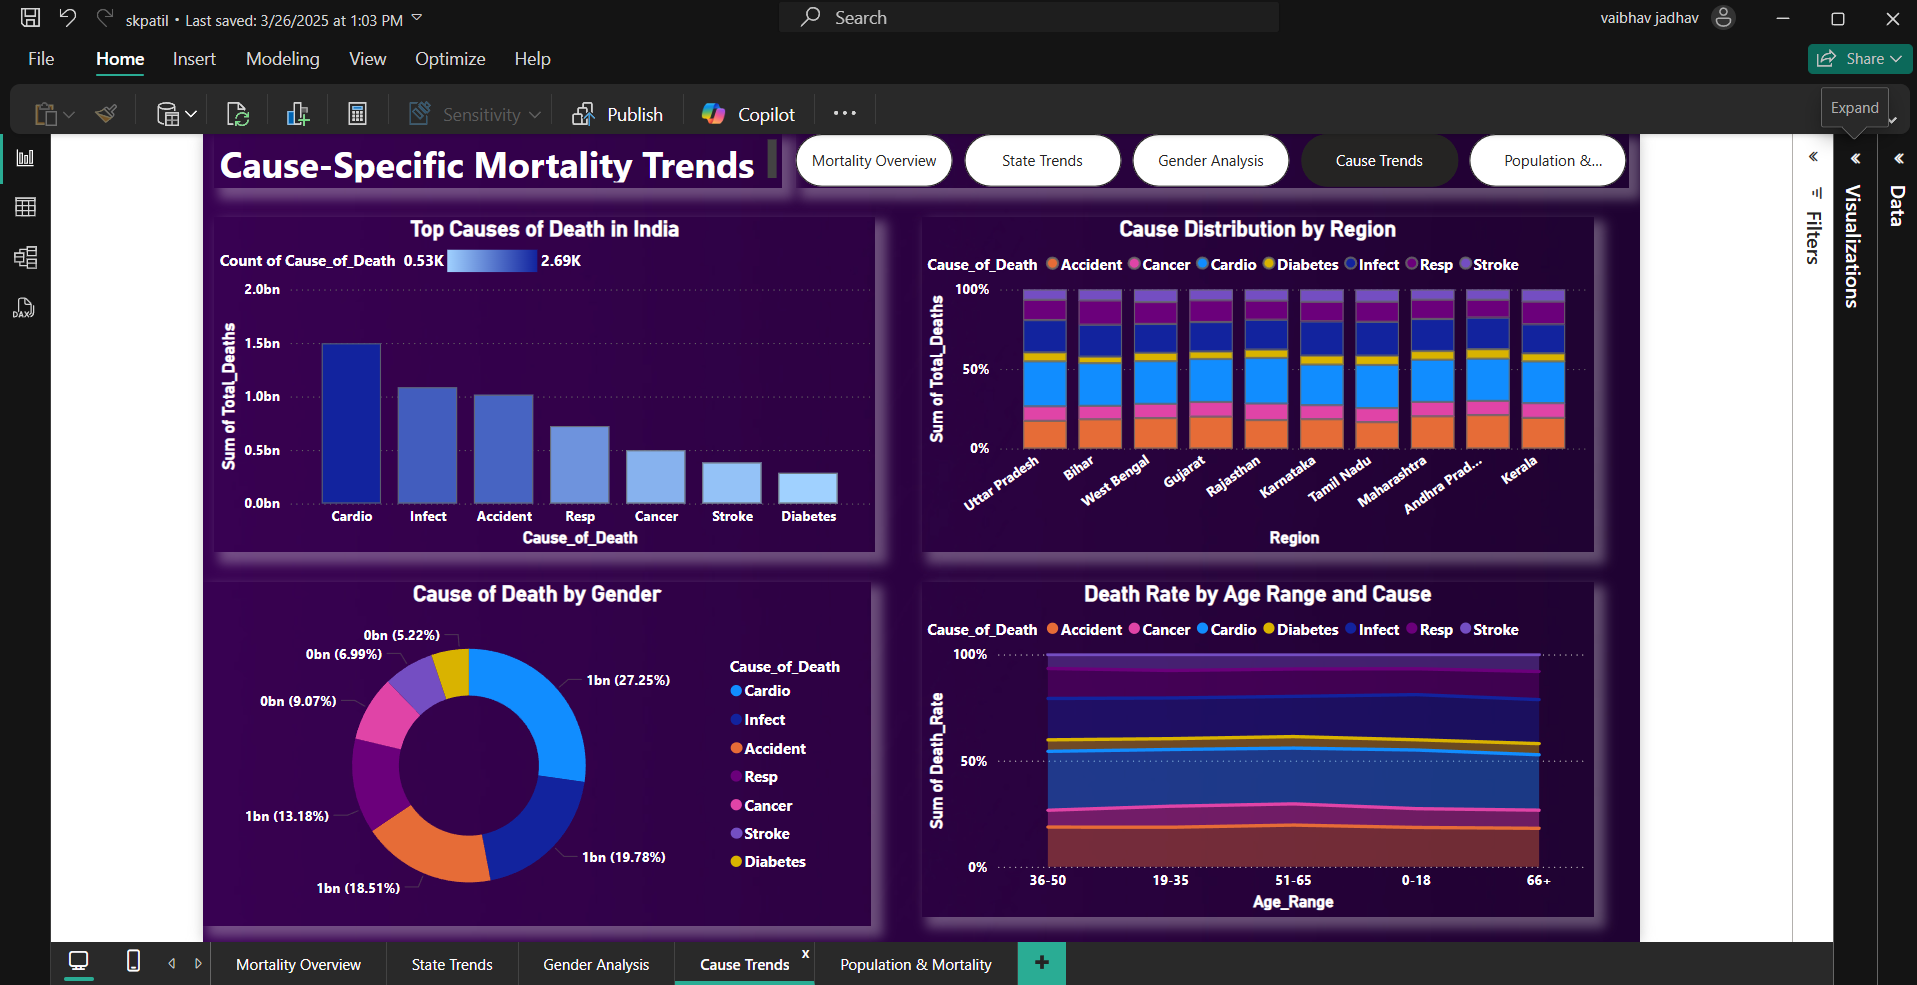 skpatil • Last saved: 3/26/2025 at 1:03 PM
Search
vaibhav jadhav
File Home Insert Modeling View Optimize Help
Share
Sensitivity Publish Copilot
Expand
Cause-Specific Mortality Trends
Mortality Overview State Trends Gender Analysis Cause Trends Population &...
Filters
Visualizations
Data
DAX
Top Causes of Death in India
Count of Cause_of_Death 0.53K 2.69K
2.0bn
1.5bn
1.0bn
0.5bn
0.0bn
Sum of Total_Deaths
Cardio Infect Accident Resp Cancer Stroke Diabetes
Cause_of_Death
Cause Distribution by Region
Cause_of_Death Accident Cancer Cardio Diabetes Infect Resp Stroke
100%
50%
0%
Sum of Total_Deaths
Uttar Pradesh Bihar West Bengal Gujarat Rajasthan Karnataka Tamil Nadu Maharashtra Andhra Prad... Kerala
Region
Cause of Death by Gender
0bn (5.22%)
0bn (6.99%)
0bn (9.07%)
1bn (13.18%)
1bn (18.51%)
1bn (27.25%)
1bn (19.78%)
Cause_of_Death
Cardio
Infect
Accident
Resp
Cancer
Stroke
Diabetes
Death Rate by Age Range and Cause
Cause_of_Death Accident Cancer Cardio Diabetes Infect Resp Stroke
100%
50%
0%
Sum of Death_Rate
36-50 19-35 51-65 0-18 66+
Age_Range
Mortality Overview State Trends Gender Analysis Cause Trends x Population & Mortality +